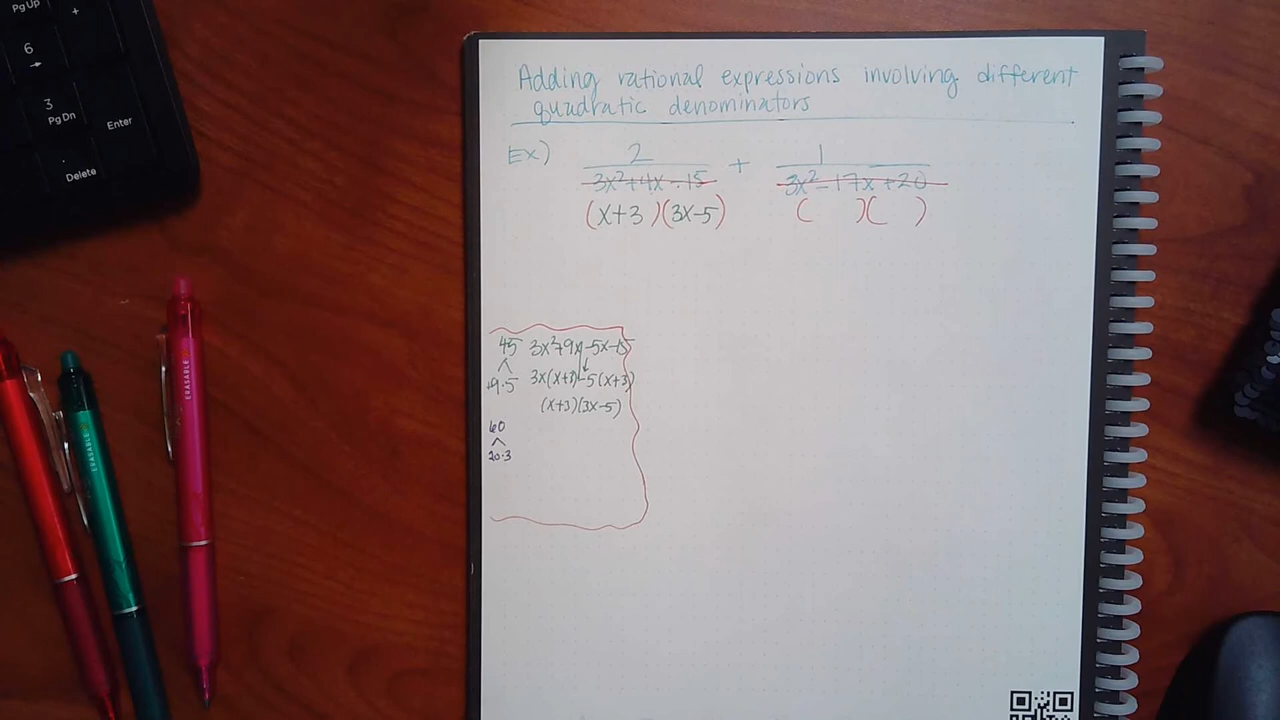 PgUp
+
6
3
PgDn
Enter
Delete
ERASABLE
ERASABLE
Adding rational expressions involving different
quadratic denominators
Ex) 2 + 1
3x²+4x-15 3x²-17x+20
(x+3)(3x-5) ( )( )
45 3x²+9x-5x-15
+9·5 3x(x+3)-5(x+3)
(x+3)(3x-5)
60
20·3